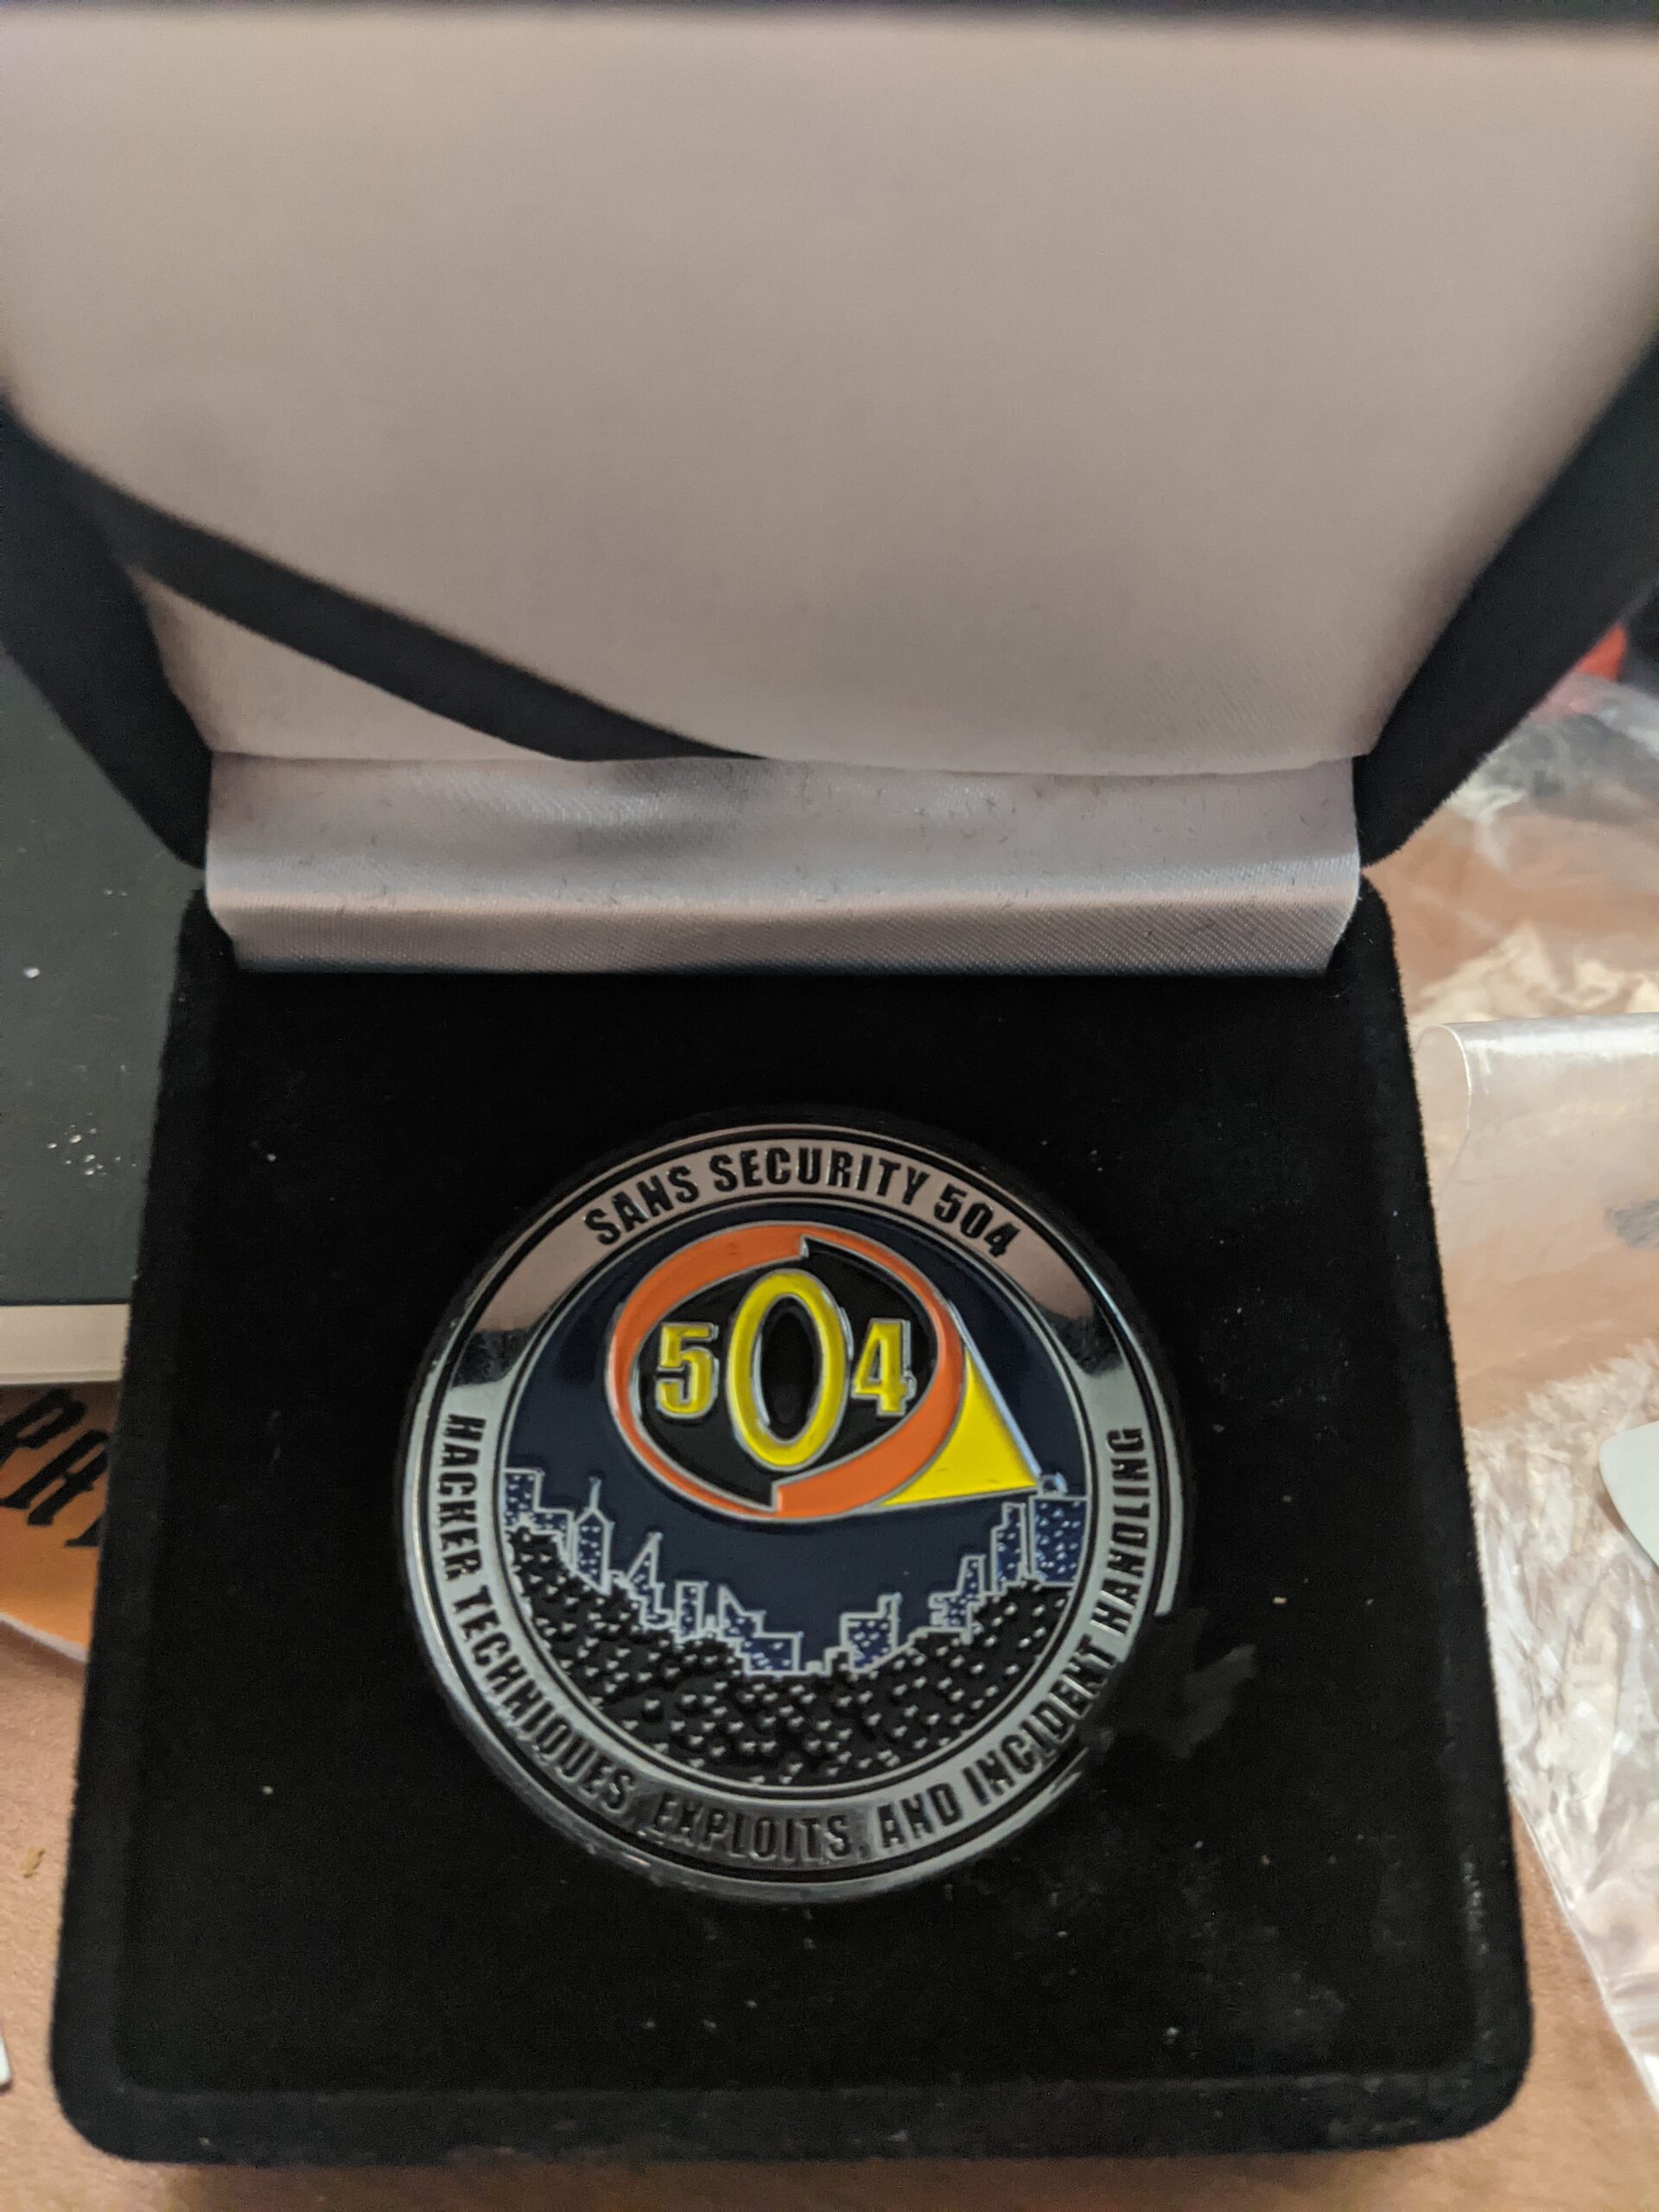 SANS SECURITY 504
504
HACKER TECHNIQUES, EXPLOITS, AND INCIDENT HANDLING